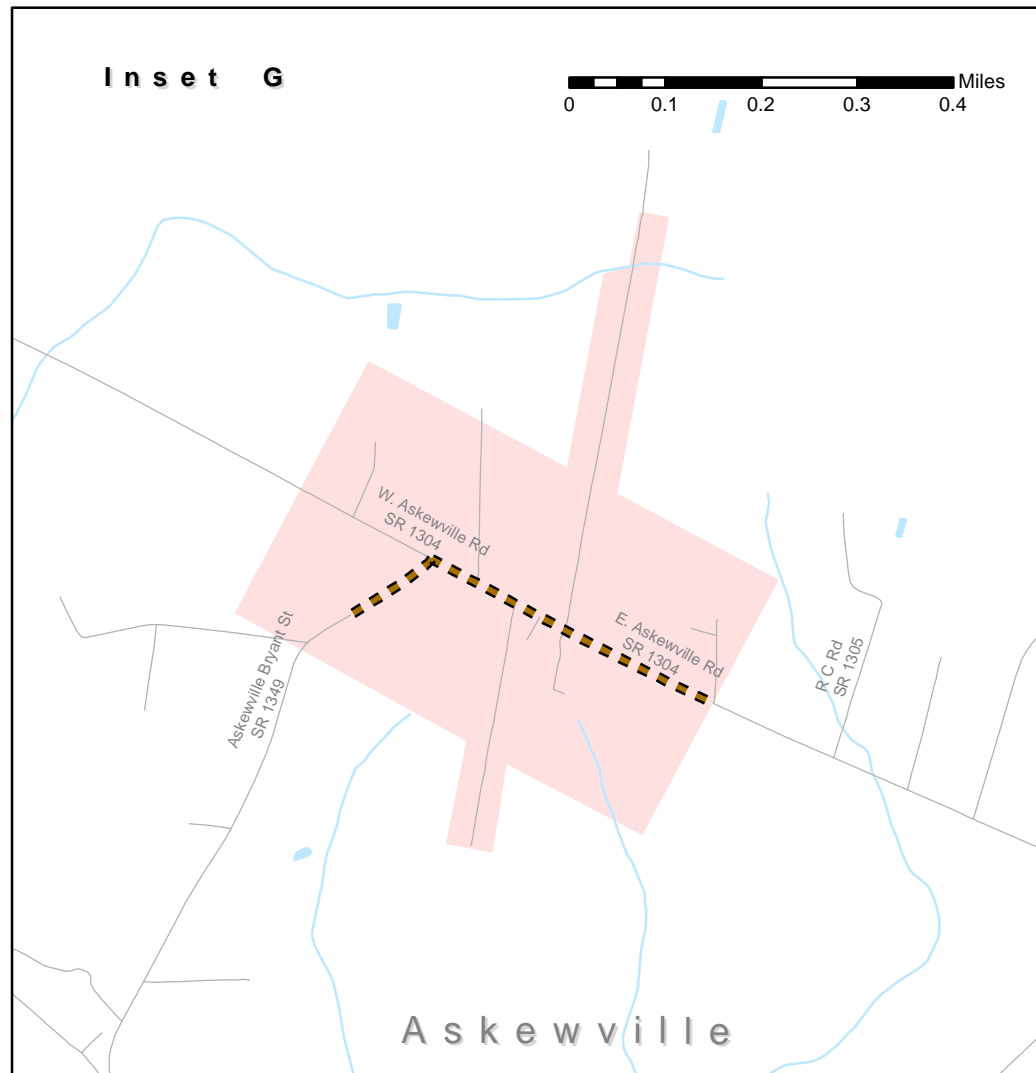 Inset G
Miles
0 0.1 0.2 0.3 0.4
W. Askewville Rd
SR 1304
E. Askewville Rd
SR 1304
R C Rd
SR 1305
Askewville Bryant St
SR 1349
Askewville